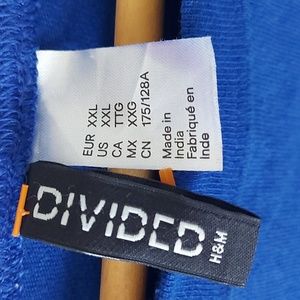 EUR XXL
US XXL
CA TTG
MX XXG
CN 175/128A
Made in
India
Fabriqué en
Inde
DIVIDED
H&M